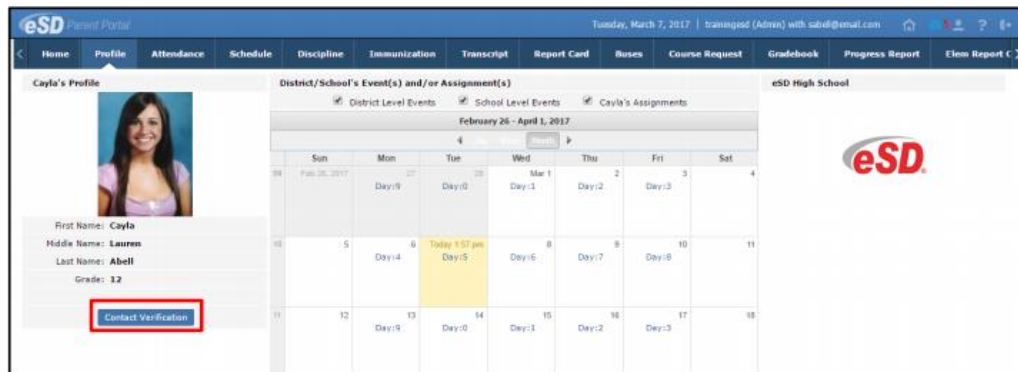 eSD Parent Portal
Tuesday, March 7, 2017 | trainingesd (Admin) with sabell@email.com ?
Home Profile Attendance Schedule Discipline Immunization Transcript Report Card Buses Course Request Gradebook Progress Report Elem Report C
Cayla's Profile
District/School's Event(s) and/or Assignment(s)
eSD High School
District Level Events School Level Events Cayla's Assignments
February 26 - April 1, 2017
Month
Sun Mon Tue Wed Thu Fri Sat
Feb 26, 2017 27 28 Mar 1 2 3 4
Day:9 Day:0 Day:1 Day:2 Day:3
eSD
First Name: Cayla
Middle Name: Lauren
Last Name: Abell
Grade: 12
10 5 6 Today 1:57 pm 8 9 10 11
Day:4 Day:5 Day:6 Day:7 Day:8
Contact Verification
11 12 13 14 15 16 17 18
Day:9 Day:0 Day:1 Day:2 Day:3